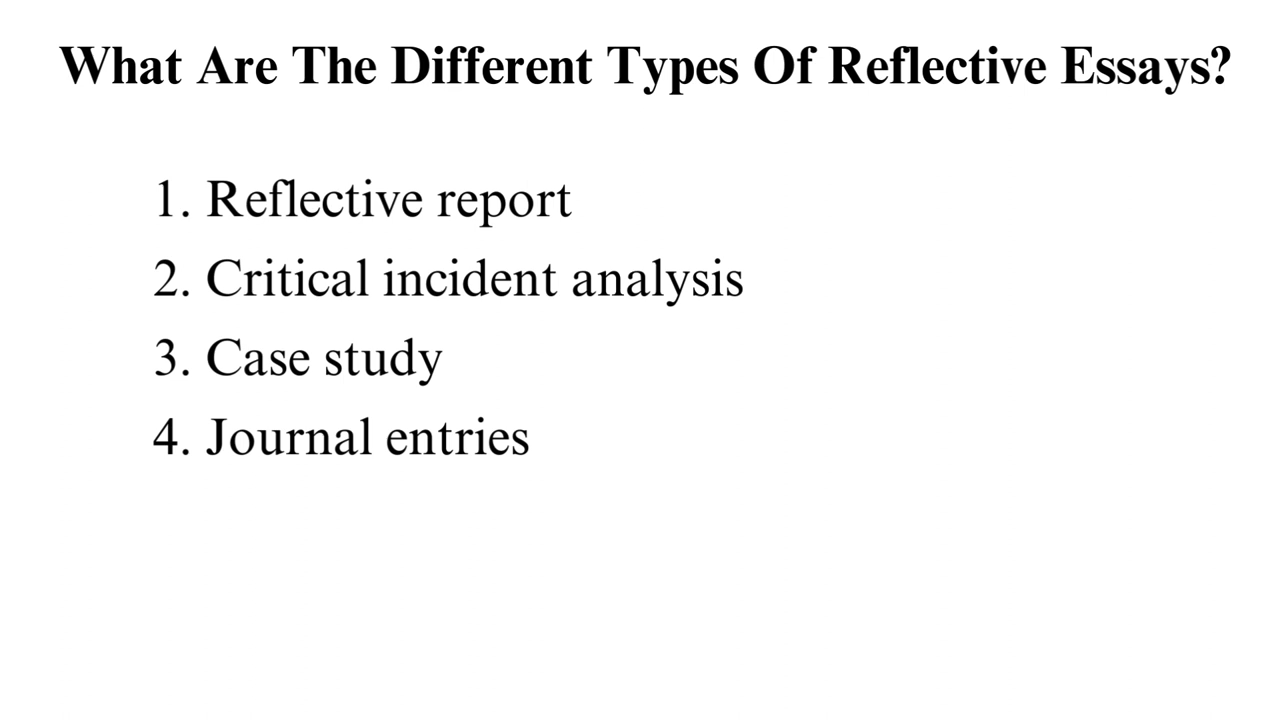 What Are The Different Types Of Reflective Essays?
1. Reflective report
2. Critical incident analysis
3. Case study
4. Journal entries